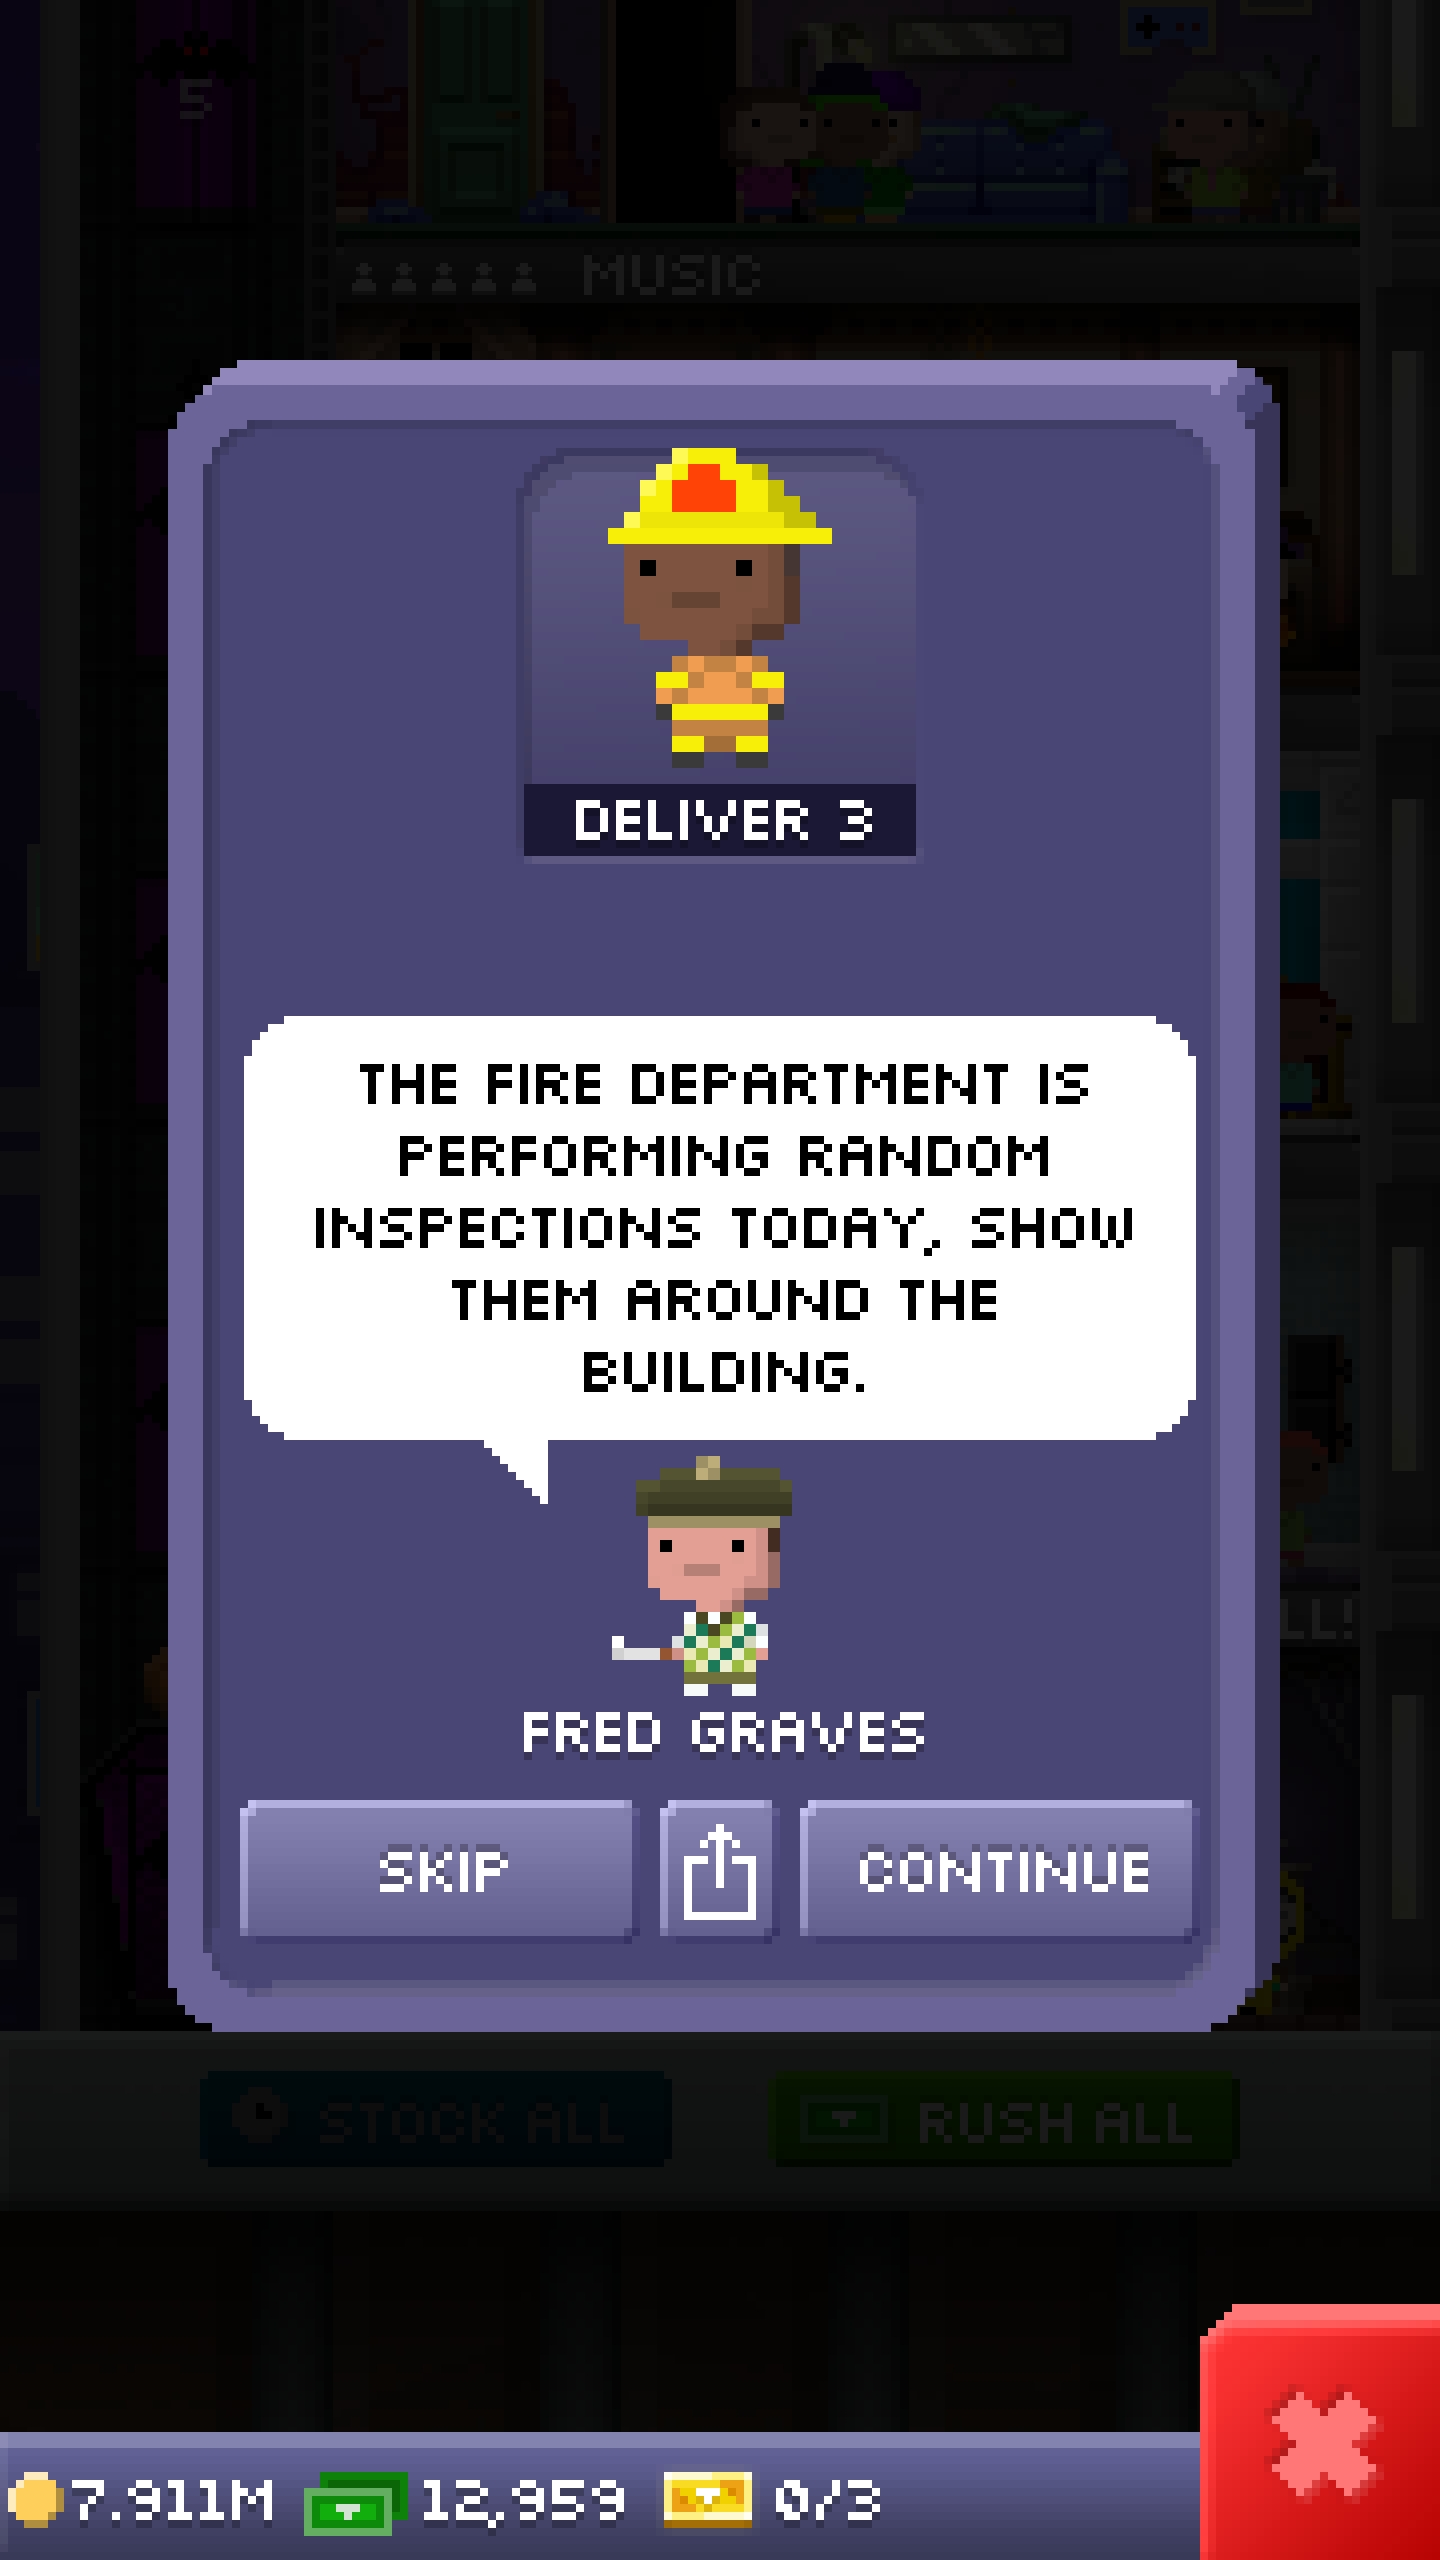 5
MUSIC
DELIVER 3
THE FIRE DEPARTMENT IS
PERFORMING RANDOM
INSPECTIONS TODAY, SHOW
THEM AROUND THE
BUILDING.
FRED GRAVES
SKIP
CONTINUE
STOCK ALL
RUSH ALL
7.911M
12,959
0/3